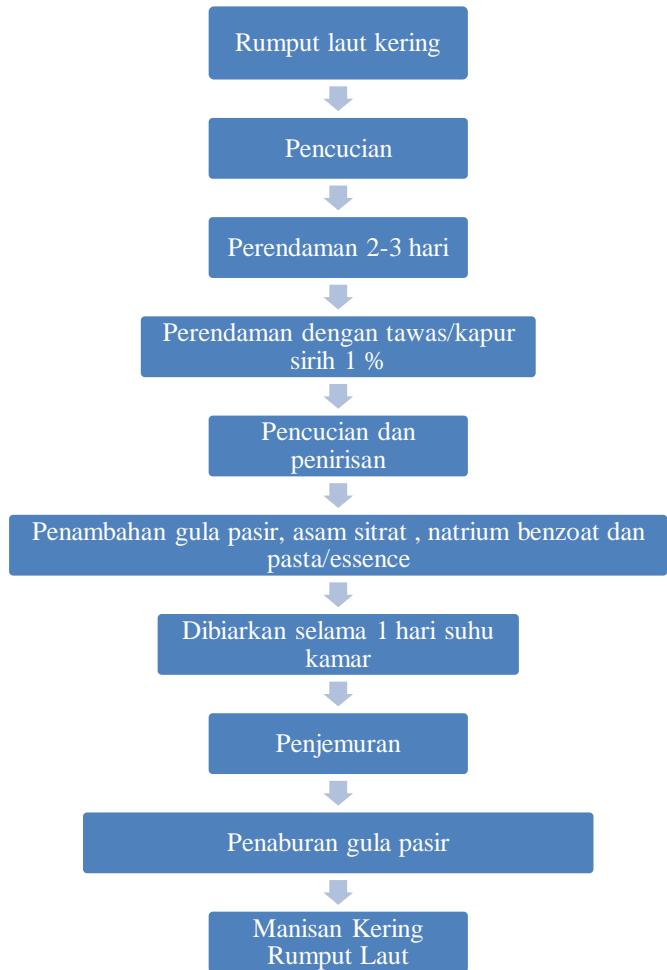 Rumput laut kering
Pencucian
Perendaman 2-3 hari
Perendaman dengan tawas/kapur
sirih 1 %
Pencucian dan
penirisan
Penambahan gula pasir, asam sitrat , natrium benzoat dan
pasta/essence
Dibiarkan selama 1 hari suhu
kamar
Penjemuran
Penaburan gula pasir
Manisan Kering
Rumput Laut